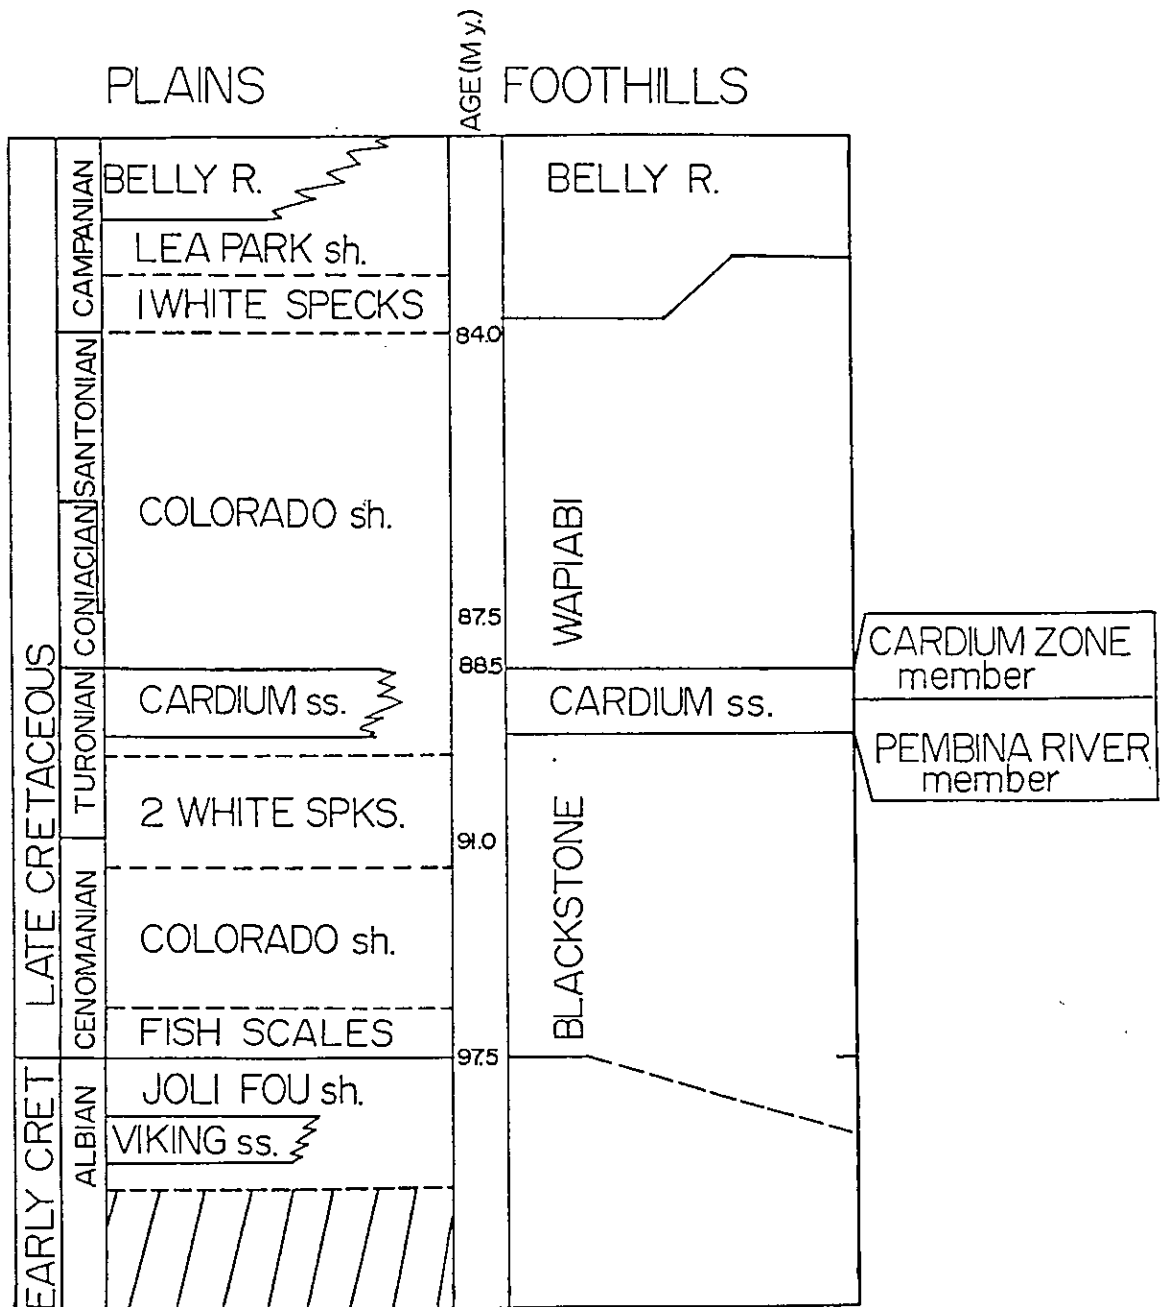 PLAINS
AGE (M y.)
FOOTHILLS
LATE CRETACEOUS
EARLY CRET
CAMPANIAN
SANTONIAN
CONIACIAN
TURONIAN
CENOMANIAN
ALBIAN
BELLY R.
LEA PARK sh.
1 WHITE SPECKS
COLORADO sh.
CARDIUM ss.
2 WHITE SPKS.
COLORADO sh.
FISH SCALES
JOLI FOU sh.
VIKING ss.
84.0
87.5
88.5
91.0
97.5
BELLY R.
WAPIABI
CARDIUM ss.
BLACKSTONE
CARDIUM ZONE
member
PEMBINA RIVER
member